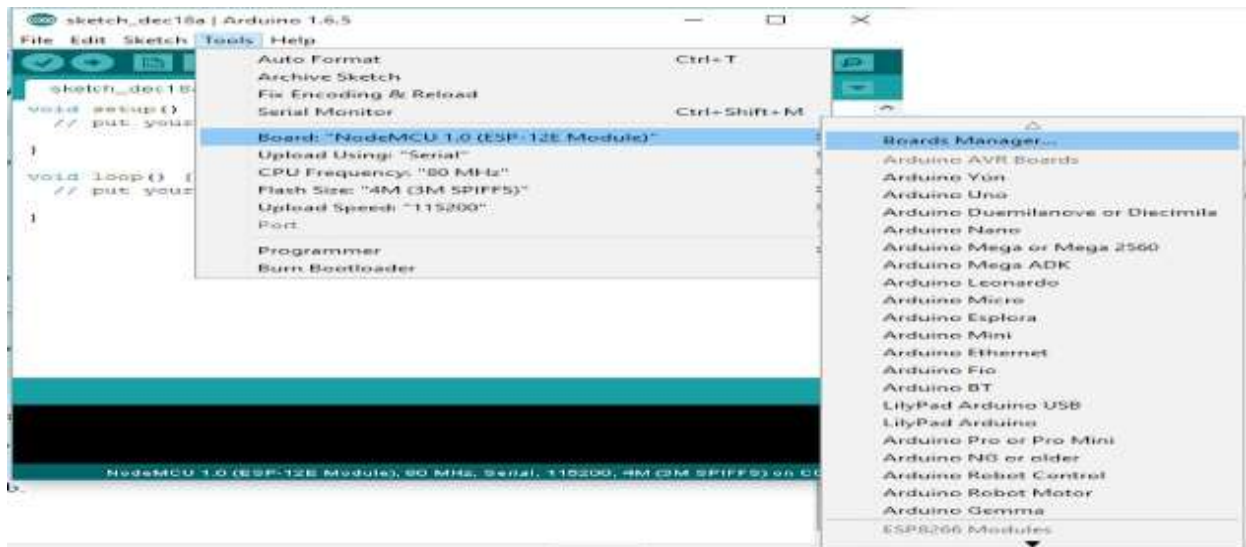 sketch_dec18a | Arduino 1.6.5
File Edit Sketch Tools Help
Auto Format Ctrl+T
Archive Sketch
Fix Encoding & Reload
Serial Monitor Ctrl+Shift+M
Board: "NodeMCU 1.0 (ESP-12E Module)"
Upload Using: "Serial"
CPU Frequency: "80 MHz"
Flash Size: "4M (3M SPIFFS)"
Upload Speed: "115200"
Port
Programmer
Burn Bootloader
sketch_dec18
void setup()
// put your
}
void loop() {
// put your
}
Boards Manager...
Arduino AVR Boards
Arduino Yún
Arduino Uno
Arduino Duemilanove or Diecimila
Arduino Nano
Arduino Mega or Mega 2560
Arduino Mega ADK
Arduino Leonardo
Arduino Micro
Arduino Esplora
Arduino Mini
Arduino Ethernet
Arduino Fio
Arduino BT
LilyPad Arduino USB
LilyPad Arduino
Arduino Pro or Pro Mini
Arduino NG or older
Arduino Robot Control
Arduino Robot Motor
Arduino Gemma
ESP8266 Modules
NodeMCU 1.0 (ESP-12E Module), 80 MHz, Serial, 115200, 4M (3M SPIFFS) on CO